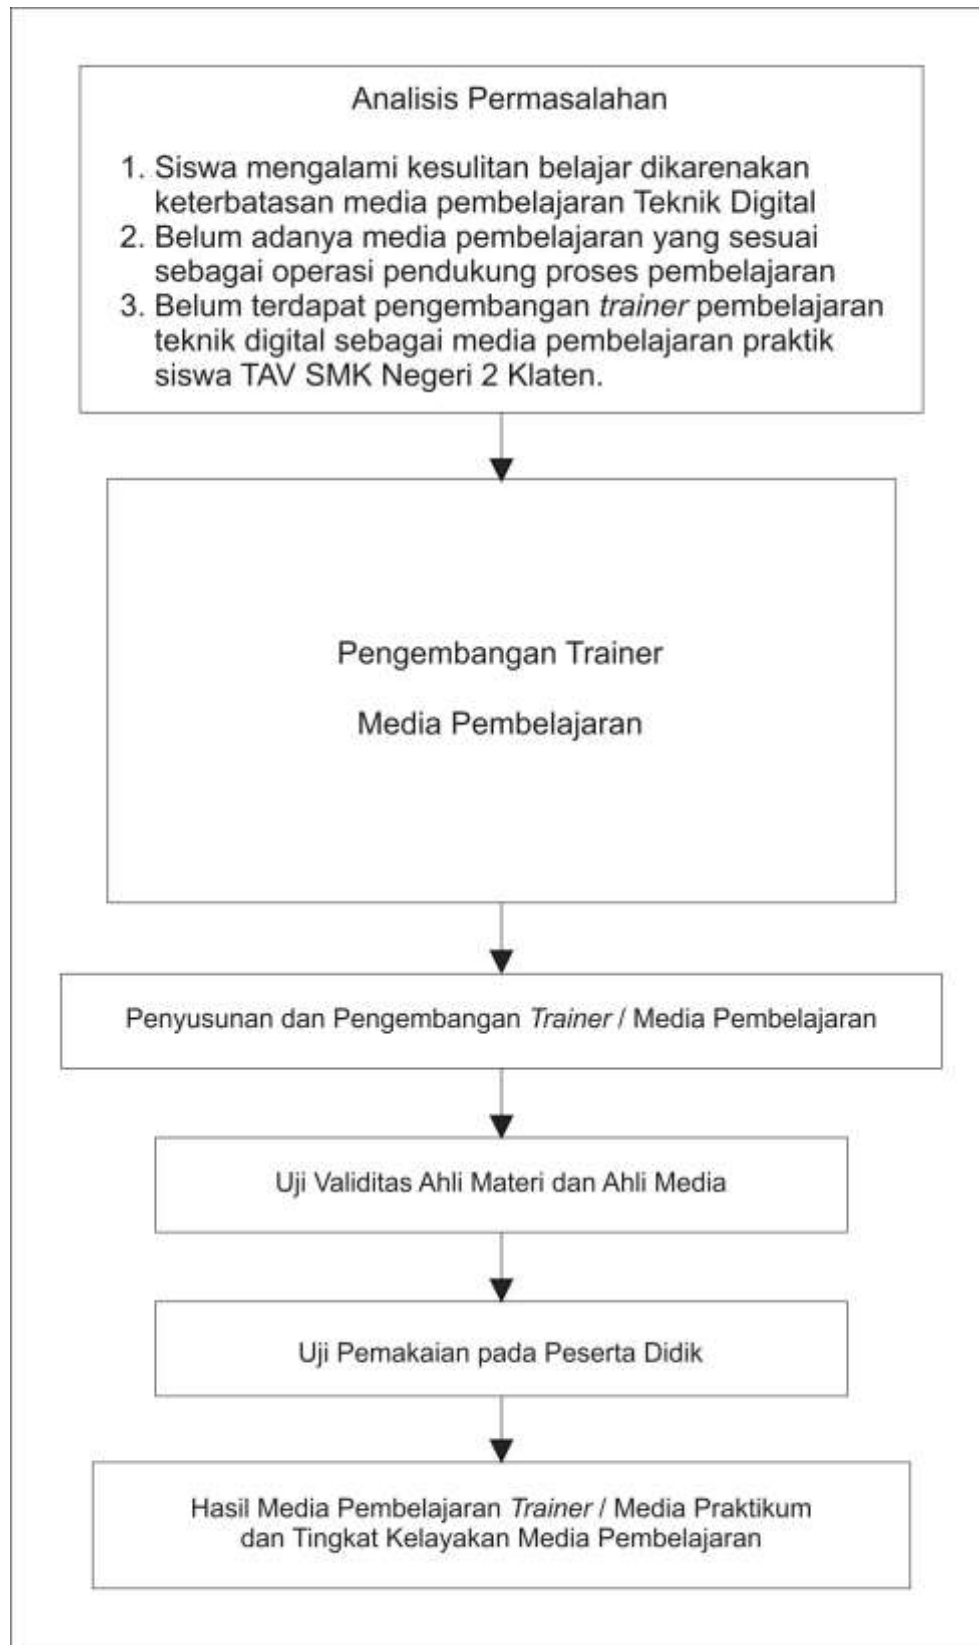 Analisis Permasalahan
1. Siswa mengalami kesulitan belajar dikarenakan
keterbatasan media pembelajaran Teknik Digital
2. Belum adanya media pembelajaran yang sesuai
sebagai operasi pendukung proses pembelajaran
3. Belum terdapat pengembangan trainer pembelajaran
teknik digital sebagai media pembelajaran praktik
siswa TAV SMK Negeri 2 Klaten.
Pengembangan Trainer
Media Pembelajaran
Penyusunan dan Pengembangan Trainer / Media Pembelajaran
Uji Validitas Ahli Materi dan Ahli Media
Uji Pemakaian pada Peserta Didik
Hasil Media Pembelajaran Trainer / Media Praktikum
dan Tingkat Kelayakan Media Pembelajaran